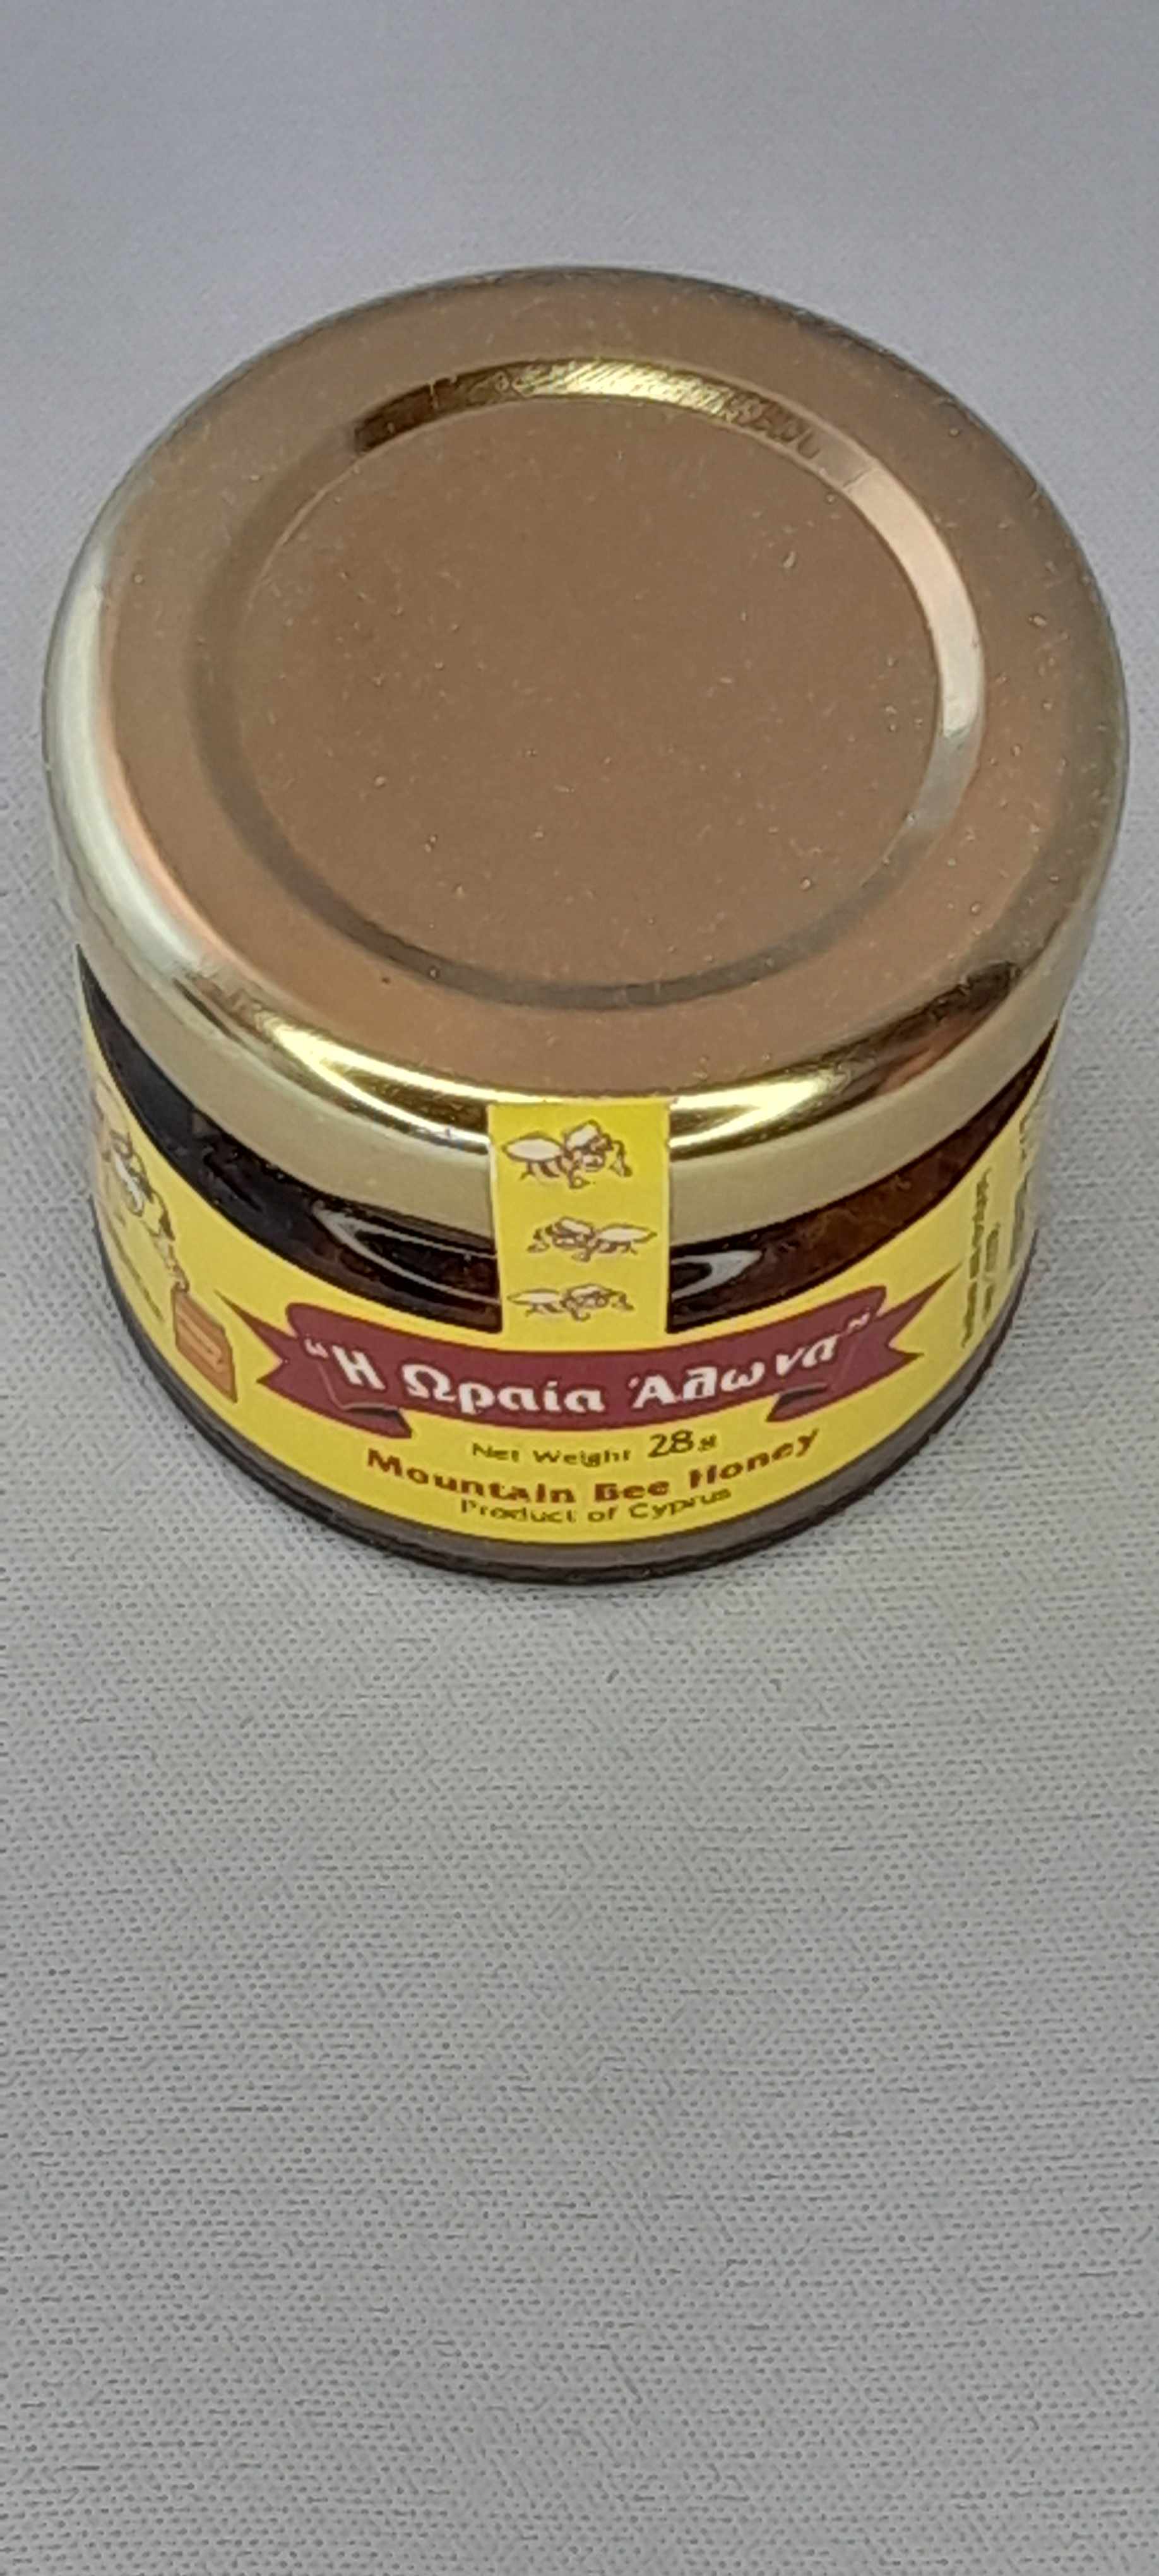 “Η Ωραία Άλωνα”
Net Weight 28g
Mountain Bee Honey
Product of Cyprus